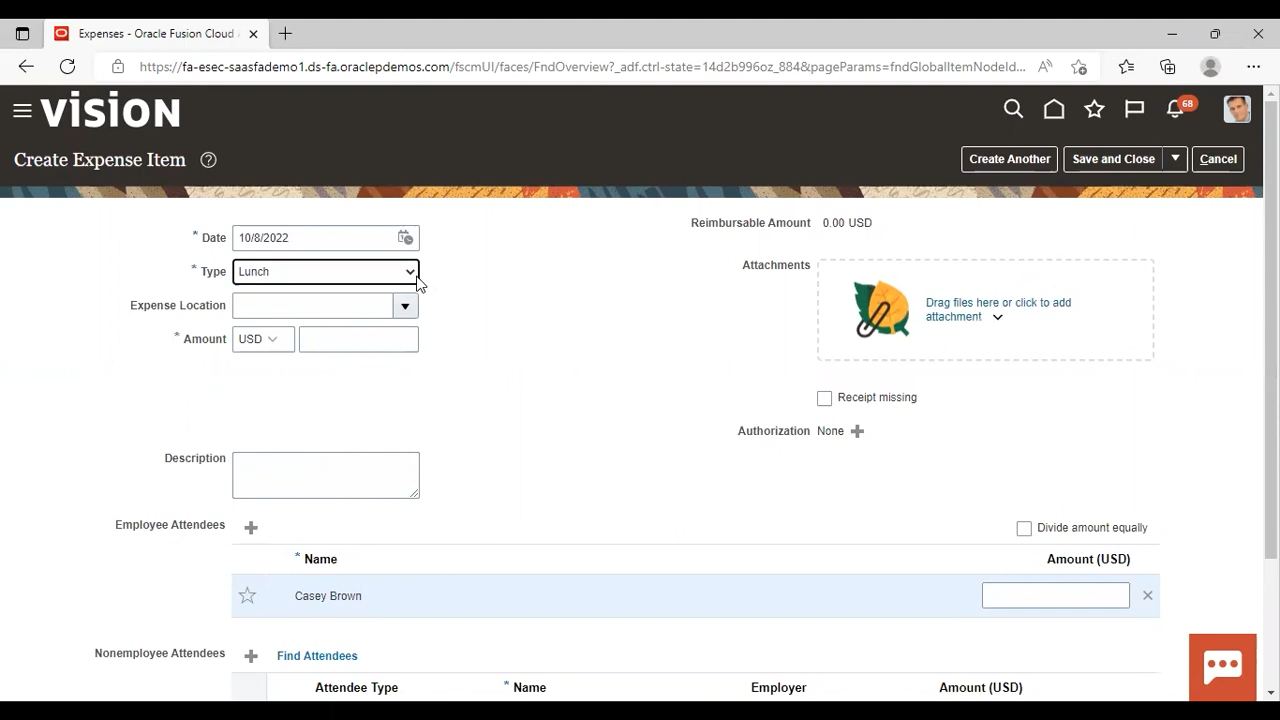 Expenses - Oracle Fusion Cloud
https://fa-esec-saasfademo1.ds-fa.oraclepdemos.com/fscmUI/faces/FndOverview?_adf.ctrl-state=14d2b996oz_884&pageParams=fndGlobalItemNodeId...
vision
68
Create Expense Item
Create Another
Save and Close
Cancel
* Date 10/8/2022
Reimbursable Amount 0.00 USD
* Type Lunch
Attachments
Drag files here or click to add
attachment
Expense Location
* Amount USD
Receipt missing
Authorization None
Description
Employee Attendees
Divide amount equally
* Name
Amount (USD)
Casey Brown
Nonemployee Attendees
Find Attendees
Attendee Type
* Name
Employer
Amount (USD)